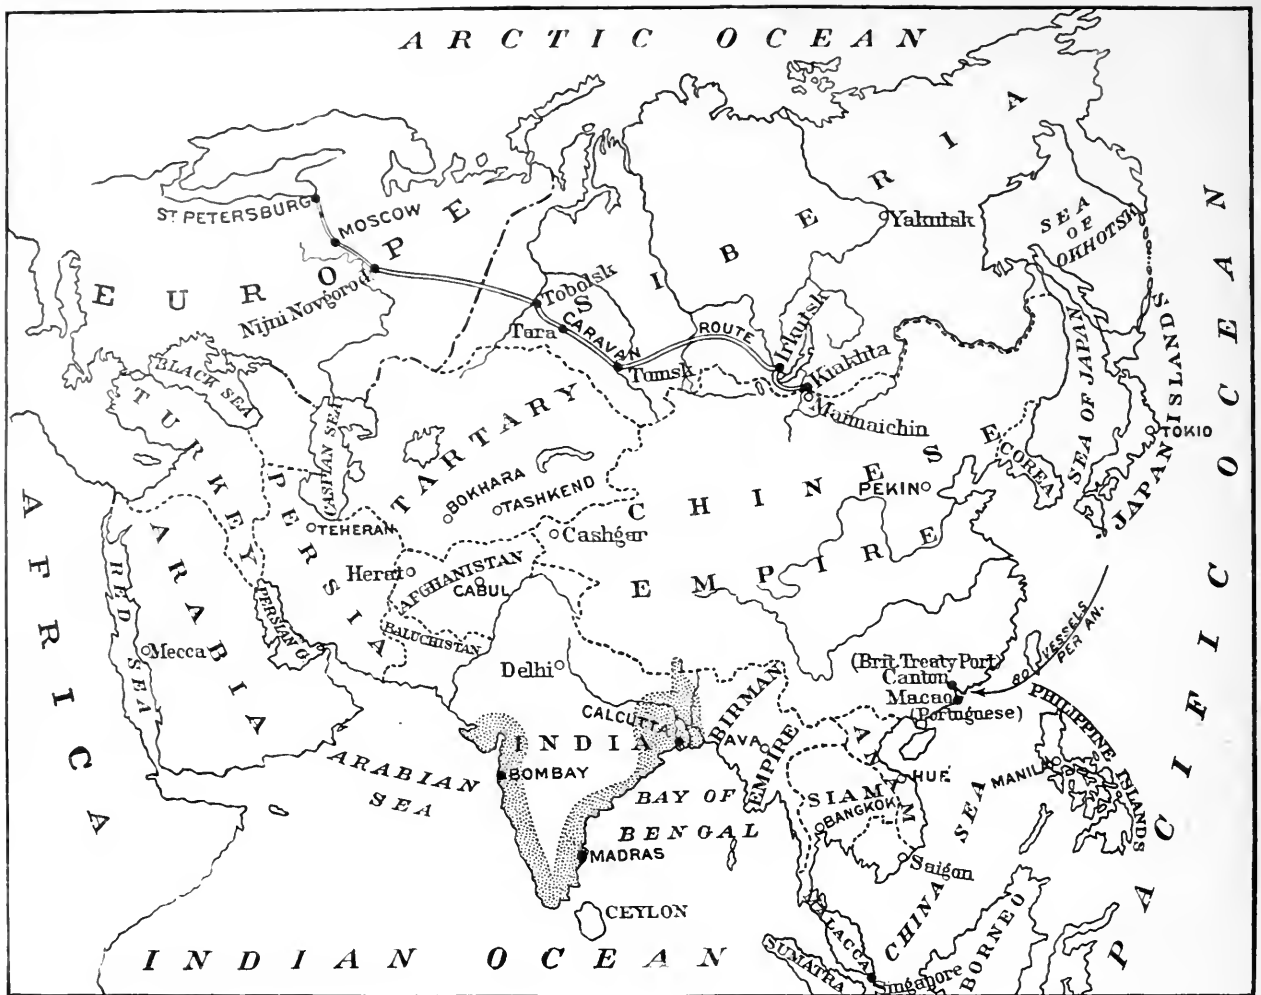 ARCTIC OCEAN
SIBERIA
ST. PETERSBURG
MOSCOW
EUROPE
Nijni Novgorod
Tobolsk
Tara
CARAVAN ROUTE
Tomsk
Irkutsk
Kiakhta
Maimaichin
Yakutsk
SEA
OF
OKHOTSK
BLACK SEA
CASPIAN SEA
TURKEY
TARTARY
BOKHARA
TASHKEND
Cashgar
CHINESE
EMPIRE
PEKIN
COREA
SEA OF JAPAN
JAPAN ISLANDS
TOKIO
PACIFIC OCEAN
AFRICA
RED SEA
Mecca
ARABIA
PERSIA
TEHERAN
PERSIAN G.
Herat
AFGHANISTAN
CABUL
BALUCHISTAN
Delhi
INDIA
CALCUTTA
BOMBAY
MADRAS
CEYLON
ARABIAN
SEA
BAY OF
BENGAL
BIRMAN
EMPIRE
AVA
(Brit. Treaty Port)
Canton
Macao
(Portuguese)
80 VESSELS
PER AN.
PHILIPPINE ISLANDS
MANILA
ANAM
HUÉ
SIAM
BANGKOK
Saigon
CHINA SEA
MALACCA
Singapore
SUMATRA
BORNEO
INDIAN OCEAN